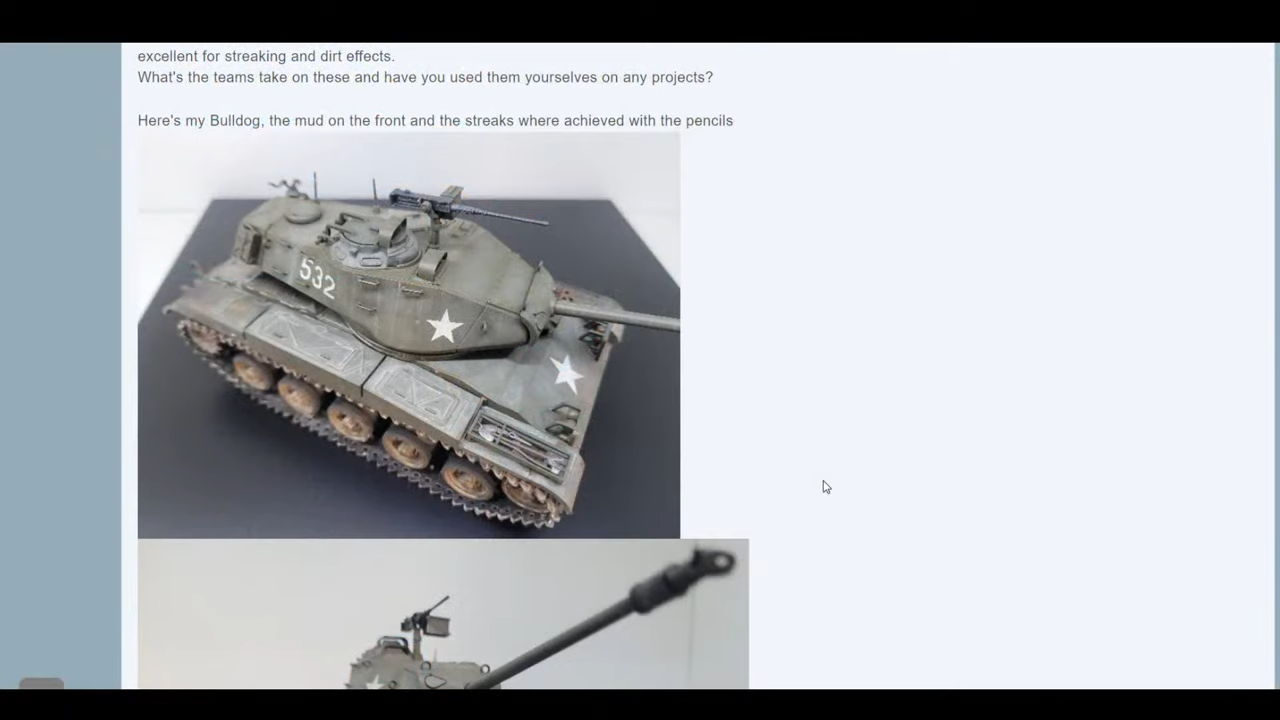 excellent for streaking and dirt effects.
What's the teams take on these and have you used them yourselves on any projects?
Here's my Bulldog, the mud on the front and the streaks where achieved with the pencils
532